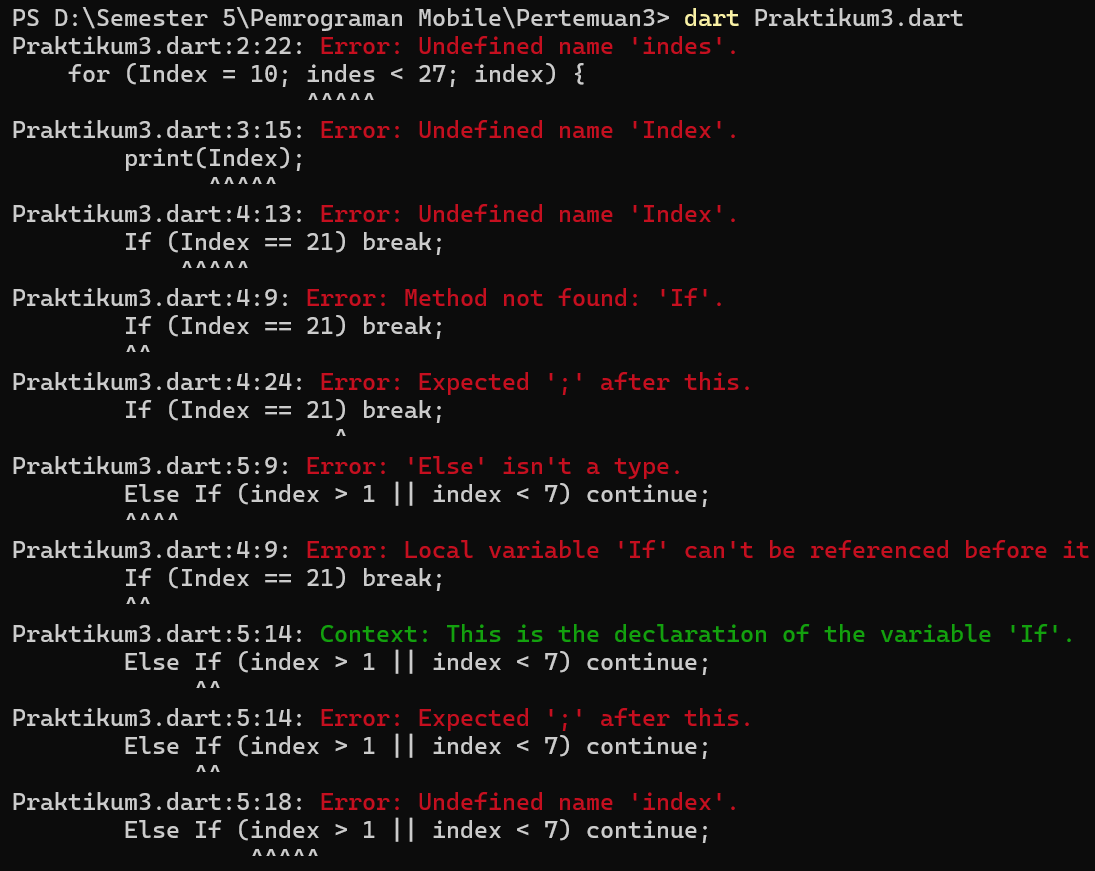 PS D:\Semester 5\Pemrograman Mobile\Pertemuan3> dart Praktikum3.dart
Praktikum3.dart:2:22: Error: Undefined name 'indes'.
    for (Index = 10; indes < 27; index) {
                     ^^^^^
Praktikum3.dart:3:15: Error: Undefined name 'Index'.
        print(Index);
              ^^^^^
Praktikum3.dart:4:13: Error: Undefined name 'Index'.
        If (Index == 21) break;
            ^^^^^
Praktikum3.dart:4:9: Error: Method not found: 'If'.
        If (Index == 21) break;
        ^^
Praktikum3.dart:4:24: Error: Expected ';' after this.
        If (Index == 21) break;
                       ^
Praktikum3.dart:5:9: Error: 'Else' isn't a type.
        Else If (index > 1 || index < 7) continue;
        ^^^^
Praktikum3.dart:4:9: Error: Local variable 'If' can't be referenced before it
        If (Index == 21) break;
        ^^
Praktikum3.dart:5:14: Context: This is the declaration of the variable 'If'.
        Else If (index > 1 || index < 7) continue;
             ^^
Praktikum3.dart:5:14: Error: Expected ';' after this.
        Else If (index > 1 || index < 7) continue;
             ^^
Praktikum3.dart:5:18: Error: Undefined name 'index'.
        Else If (index > 1 || index < 7) continue;
                 ^^^^^